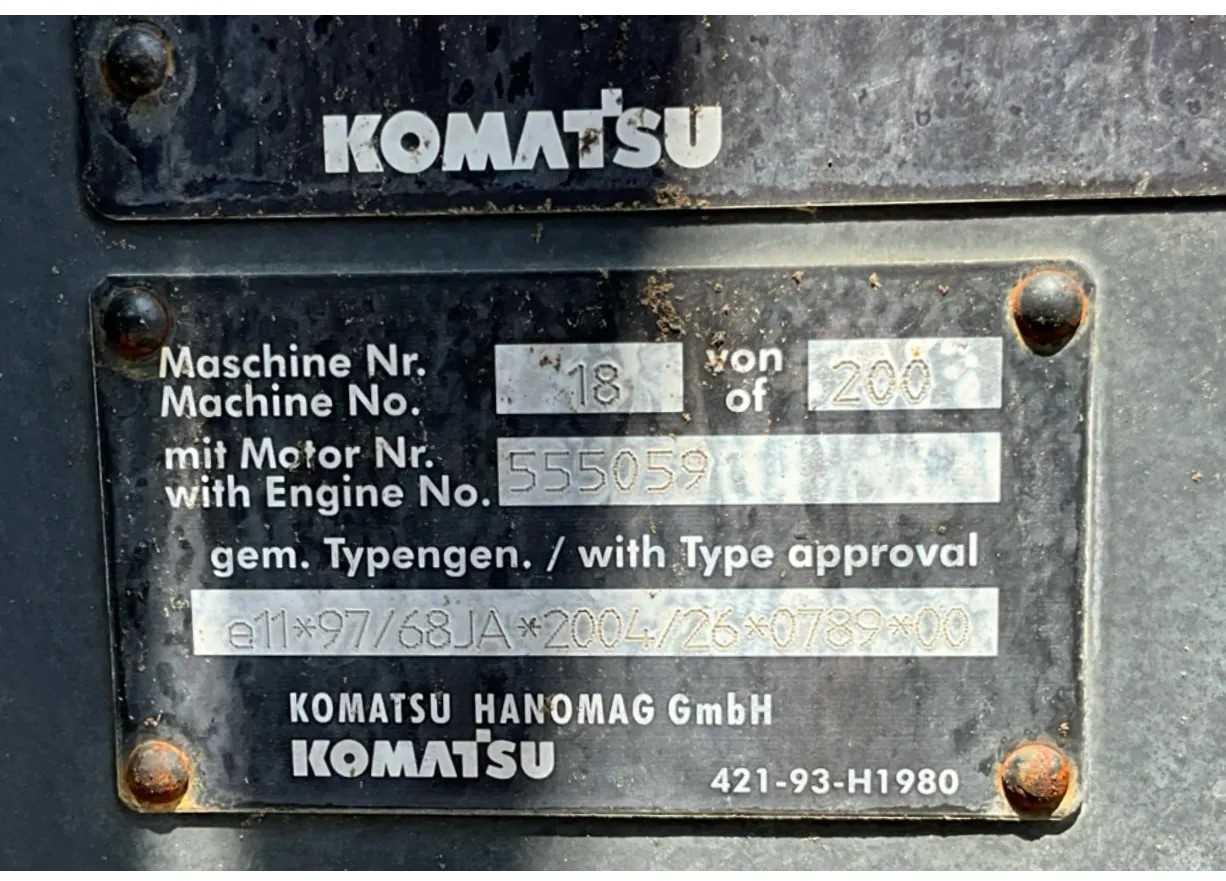 KOMATSU
Maschine Nr. 18 von 200
Machine No. of
mit Motor Nr. 555059
with Engine No.
gem. Typengen. / with Type approval
e11*97/68JA*2004/26*0789*00
KOMATSU HANOMAG GmbH
KOMATSU
421-93-H1980